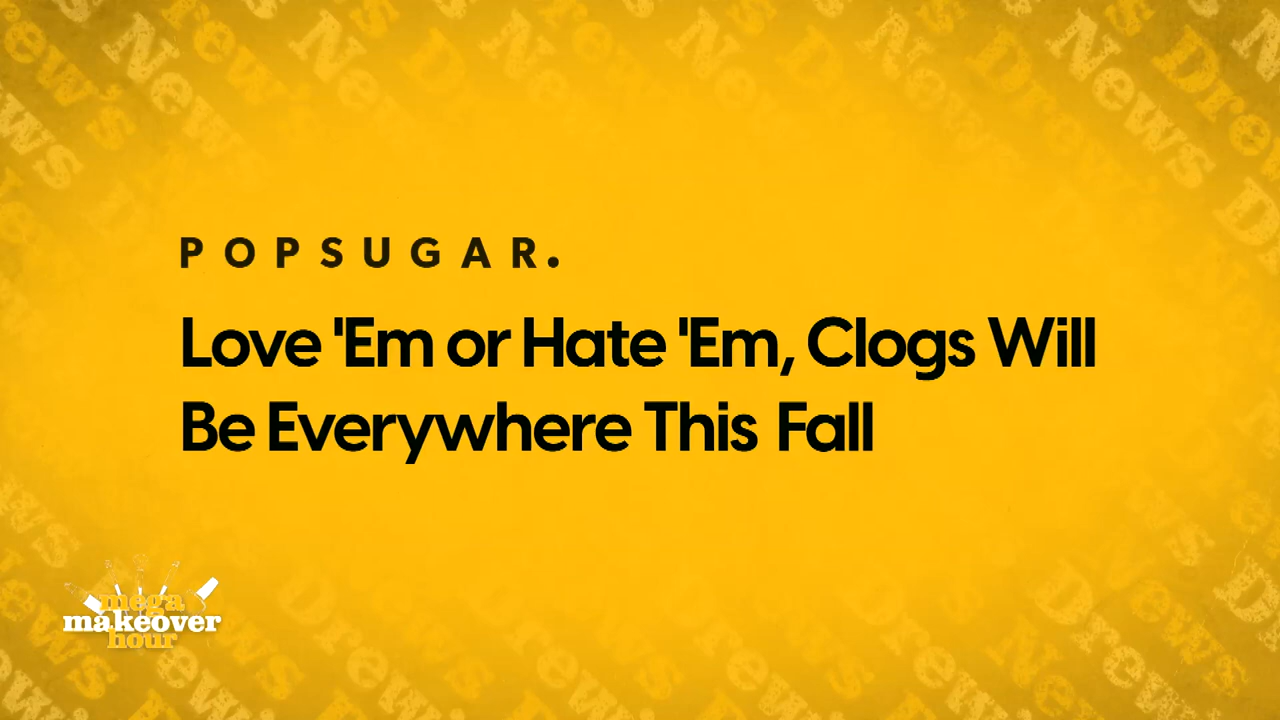 POPSUGAR.
Love 'Em or Hate 'Em, Clogs Will
Be Everywhere This Fall
mega
makeover
hour